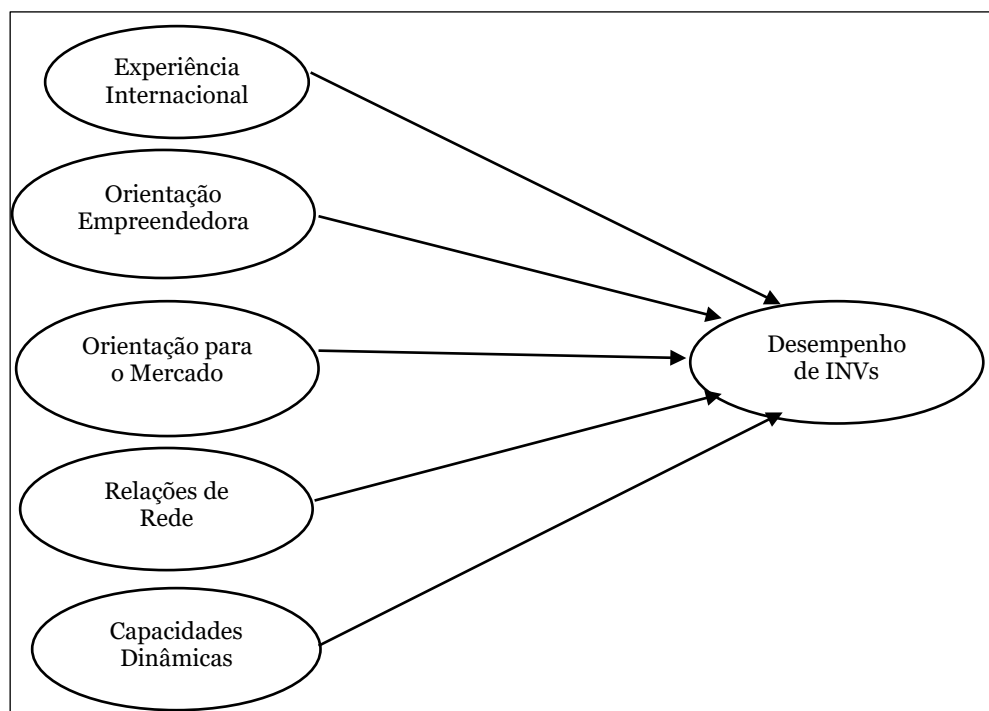 Experiência
Internacional
Orientação
Empreendedora
Orientação para
o Mercado
Desempenho
de INVs
Relações de
Rede
Capacidades
Dinâmicas